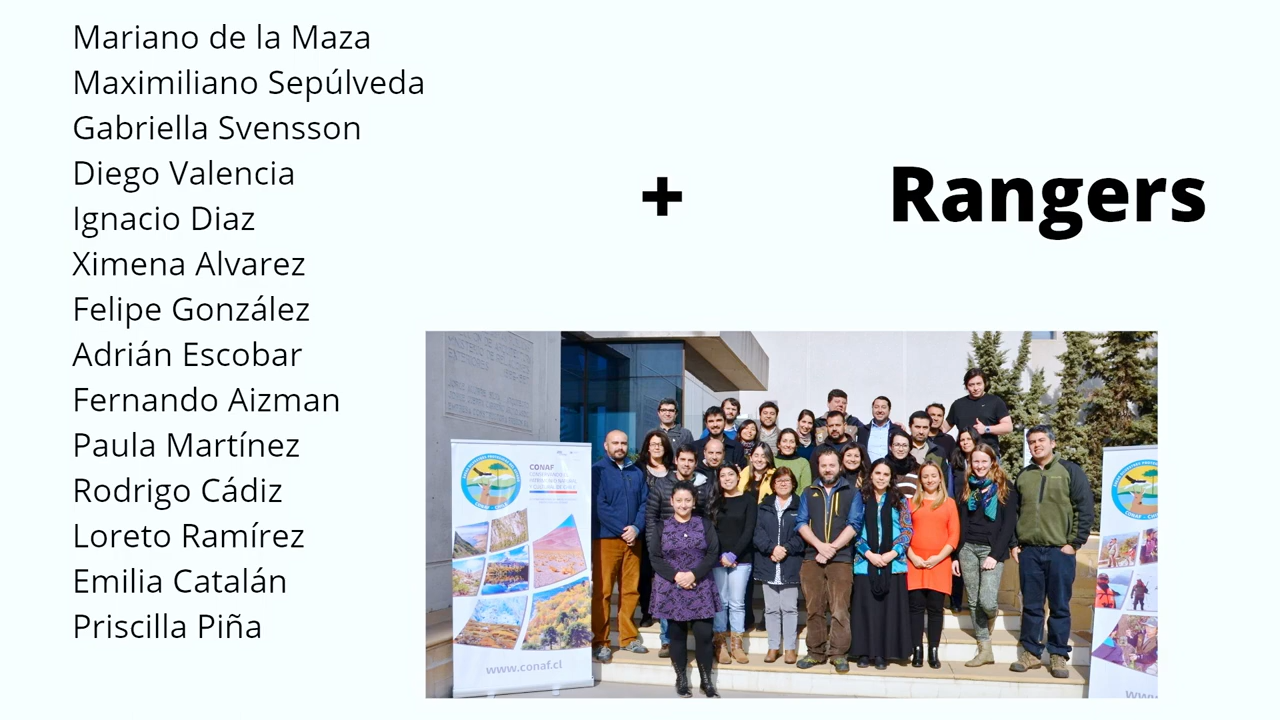 Mariano de la Maza
Maximiliano Sepúlveda
Gabriella Svensson
Diego Valencia
Ignacio Diaz
Ximena Alvarez
Felipe González
Adrián Escobar
Fernando Aizman
Paula Martínez
Rodrigo Cádiz
Loreto Ramírez
Emilia Catalán
Priscilla Piña
+
Rangers
CONAF
www.conaf.cl
www